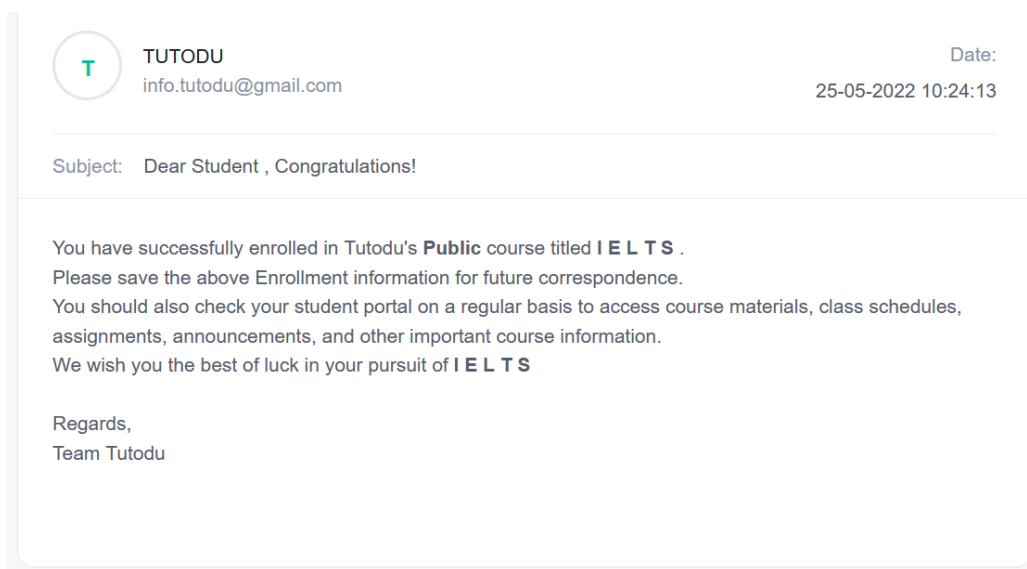 T
TUTODU
info.tutodu@gmail.com
Date:
25-05-2022 10:24:13
Subject: Dear Student , Congratulations!
You have successfully enrolled in Tutodu's Public course titled I E L T S .
Please save the above Enrollment information for future correspondence.
You should also check your student portal on a regular basis to access course materials, class schedules,
assignments, announcements, and other important course information.
We wish you the best of luck in your pursuit of I E L T S
Regards,
Team Tutodu